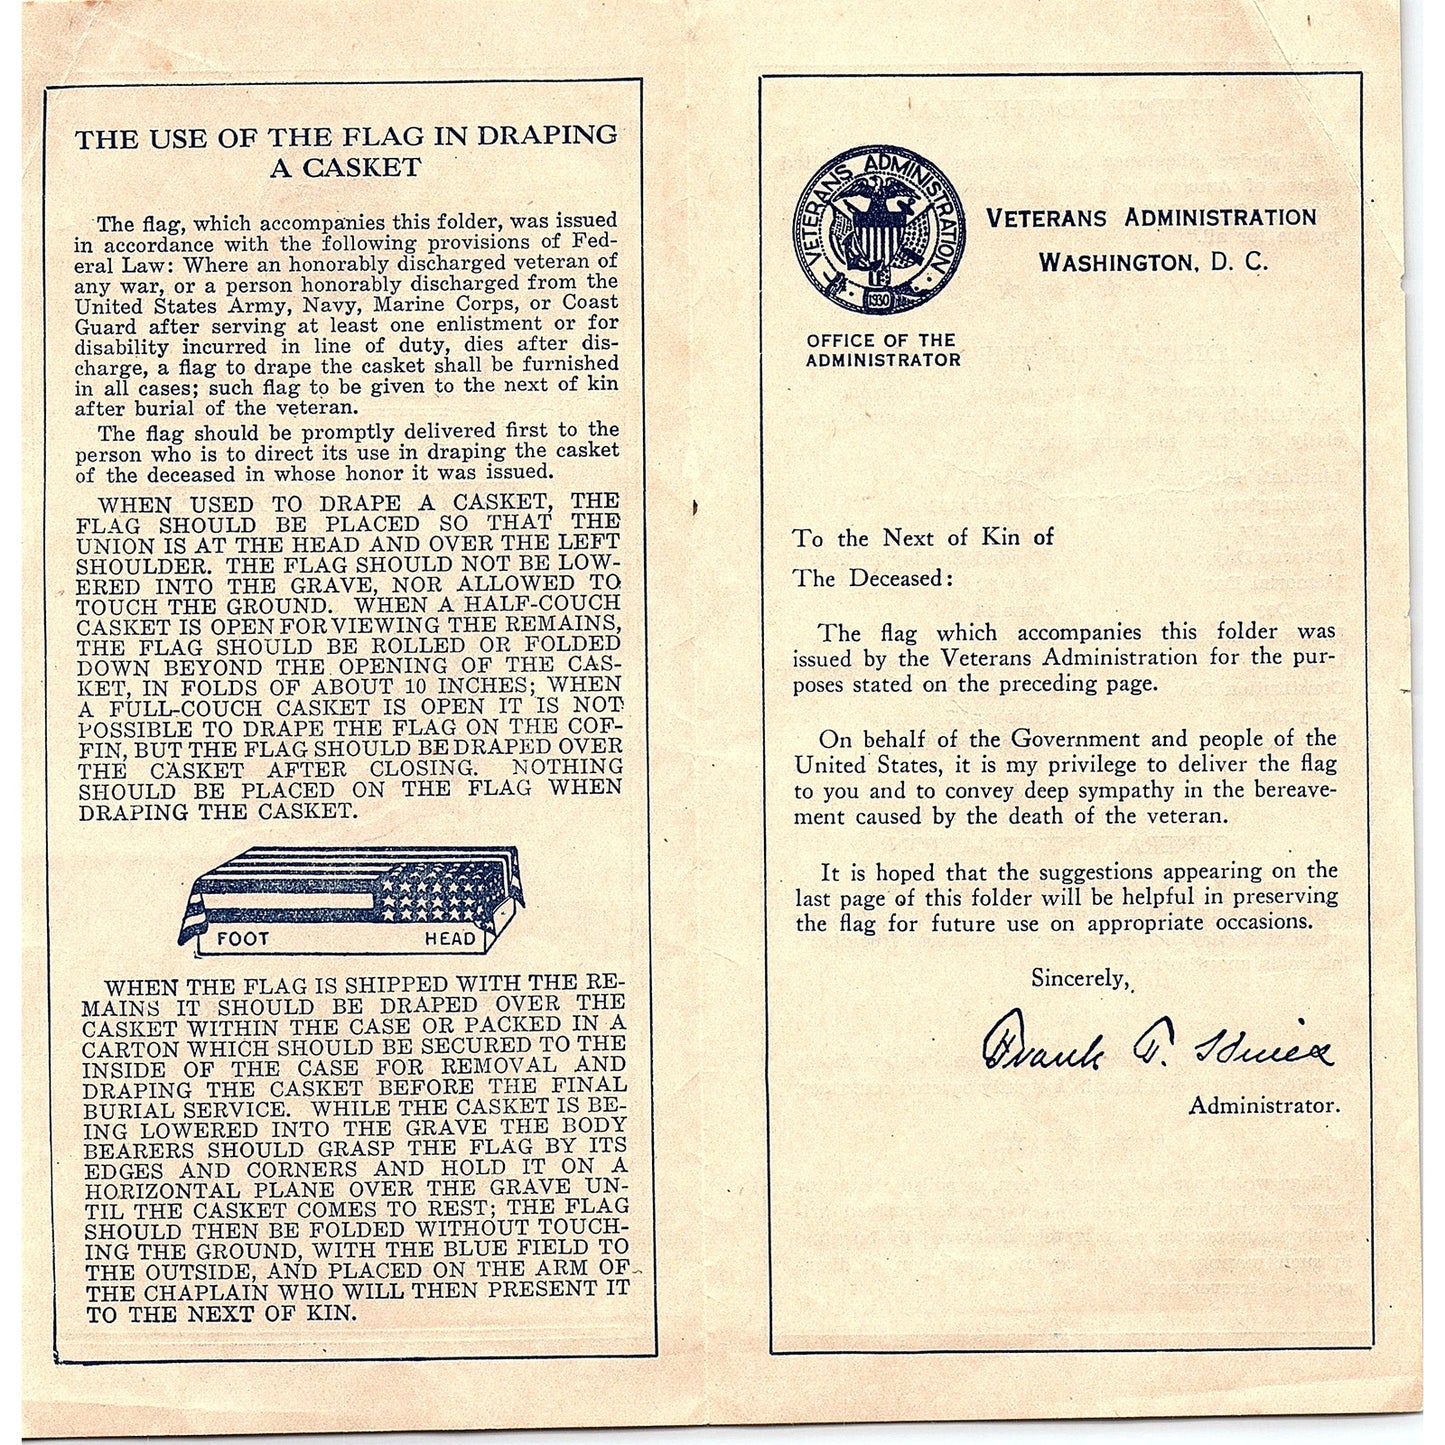 THE USE OF THE FLAG IN DRAPING
A CASKET
The flag, which accompanies this folder, was issued
in accordance with the following provisions of Fed-
eral Law: Where an honorably discharged veteran of
any war, or a person honorably discharged from the
United States Army, Navy, Marine Corps, or Coast
Guard after serving at least one enlistment or for
disability incurred in line of duty, dies after dis-
charge, a flag to drape the casket shall be furnished
in all cases; such flag to be given to the next of kin
after burial of the veteran.
The flag should be promptly delivered first to the
person who is to direct its use in draping the casket
of the deceased in whose honor it was issued.
WHEN USED TO DRAPE A CASKET, THE
FLAG SHOULD BE PLACED SO THAT THE
UNION IS AT THE HEAD AND OVER THE LEFT
SHOULDER. THE FLAG SHOULD NOT BE LOW-
ERED INTO THE GRAVE, NOR ALLOWED TO
TOUCH THE GROUND. WHEN A HALF-COUCH
CASKET IS OPEN FOR VIEWING THE REMAINS,
THE FLAG SHOULD BE ROLLED OR FOLDED
DOWN BEYOND THE OPENING OF THE CAS-
KET, IN FOLDS OF ABOUT 10 INCHES; WHEN
A FULL-COUCH CASKET IS OPEN IT IS NOT
POSSIBLE TO DRAPE THE FLAG ON THE COF-
FIN, BUT THE FLAG SHOULD BE DRAPED OVER
THE CASKET AFTER CLOSING. NOTHING
SHOULD BE PLACED ON THE FLAG WHEN
DRAPING THE CASKET.
FOOT HEAD
WHEN THE FLAG IS SHIPPED WITH THE RE-
MAINS IT SHOULD BE DRAPED OVER THE
CASKET WITHIN THE CASE OR PACKED IN A
CARTON WHICH SHOULD BE SECURED TO THE
INSIDE OF THE CASE FOR REMOVAL AND
DRAPING THE CASKET BEFORE THE FINAL
BURIAL SERVICE. WHILE THE CASKET IS BE-
ING LOWERED INTO THE GRAVE THE BODY
BEARERS SHOULD GRASP THE FLAG BY ITS
EDGES AND CORNERS AND HOLD IT ON A
HORIZONTAL PLANE OVER THE GRAVE UN-
TIL THE CASKET COMES TO REST; THE FLAG
SHOULD THEN BE FOLDED WITHOUT TOUCH-
ING THE GROUND, WITH THE BLUE FIELD TO
THE OUTSIDE, AND PLACED ON THE ARM OF
THE CHAPLAIN WHO WILL THEN PRESENT IT
TO THE NEXT OF KIN.
VETERANS ADMINISTRATION
1930
VETERANS ADMINISTRATION
WASHINGTON, D. C.
OFFICE OF THE
ADMINISTRATOR
To the Next of Kin of
The Deceased:
The flag which accompanies this folder was
issued by the Veterans Administration for the pur-
poses stated on the preceding page.
On behalf of the Government and people of the
United States, it is my privilege to deliver the flag
to you and to convey deep sympathy in the bereave-
ment caused by the death of the veteran.
It is hoped that the suggestions appearing on the
last page of this folder will be helpful in preserving
the flag for future use on appropriate occasions.
Sincerely,
Frank T. Hines
Administrator.